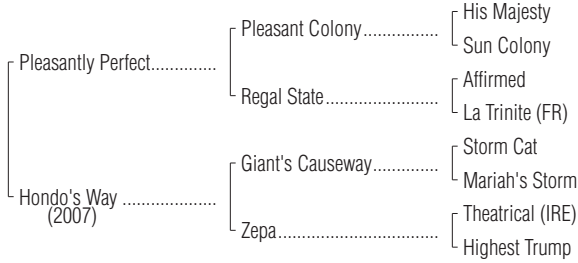 His Majesty
Pleasant Colony................
Sun Colony
Pleasantly Perfect..............
Affirmed
Regal State........................
La Trinite (FR)
Storm Cat
Giant's Causeway..............
Mariah's Storm
Hondo's Way ....................
(2007)
Theatrical (IRE)
Zepa..................................
Highest Trump